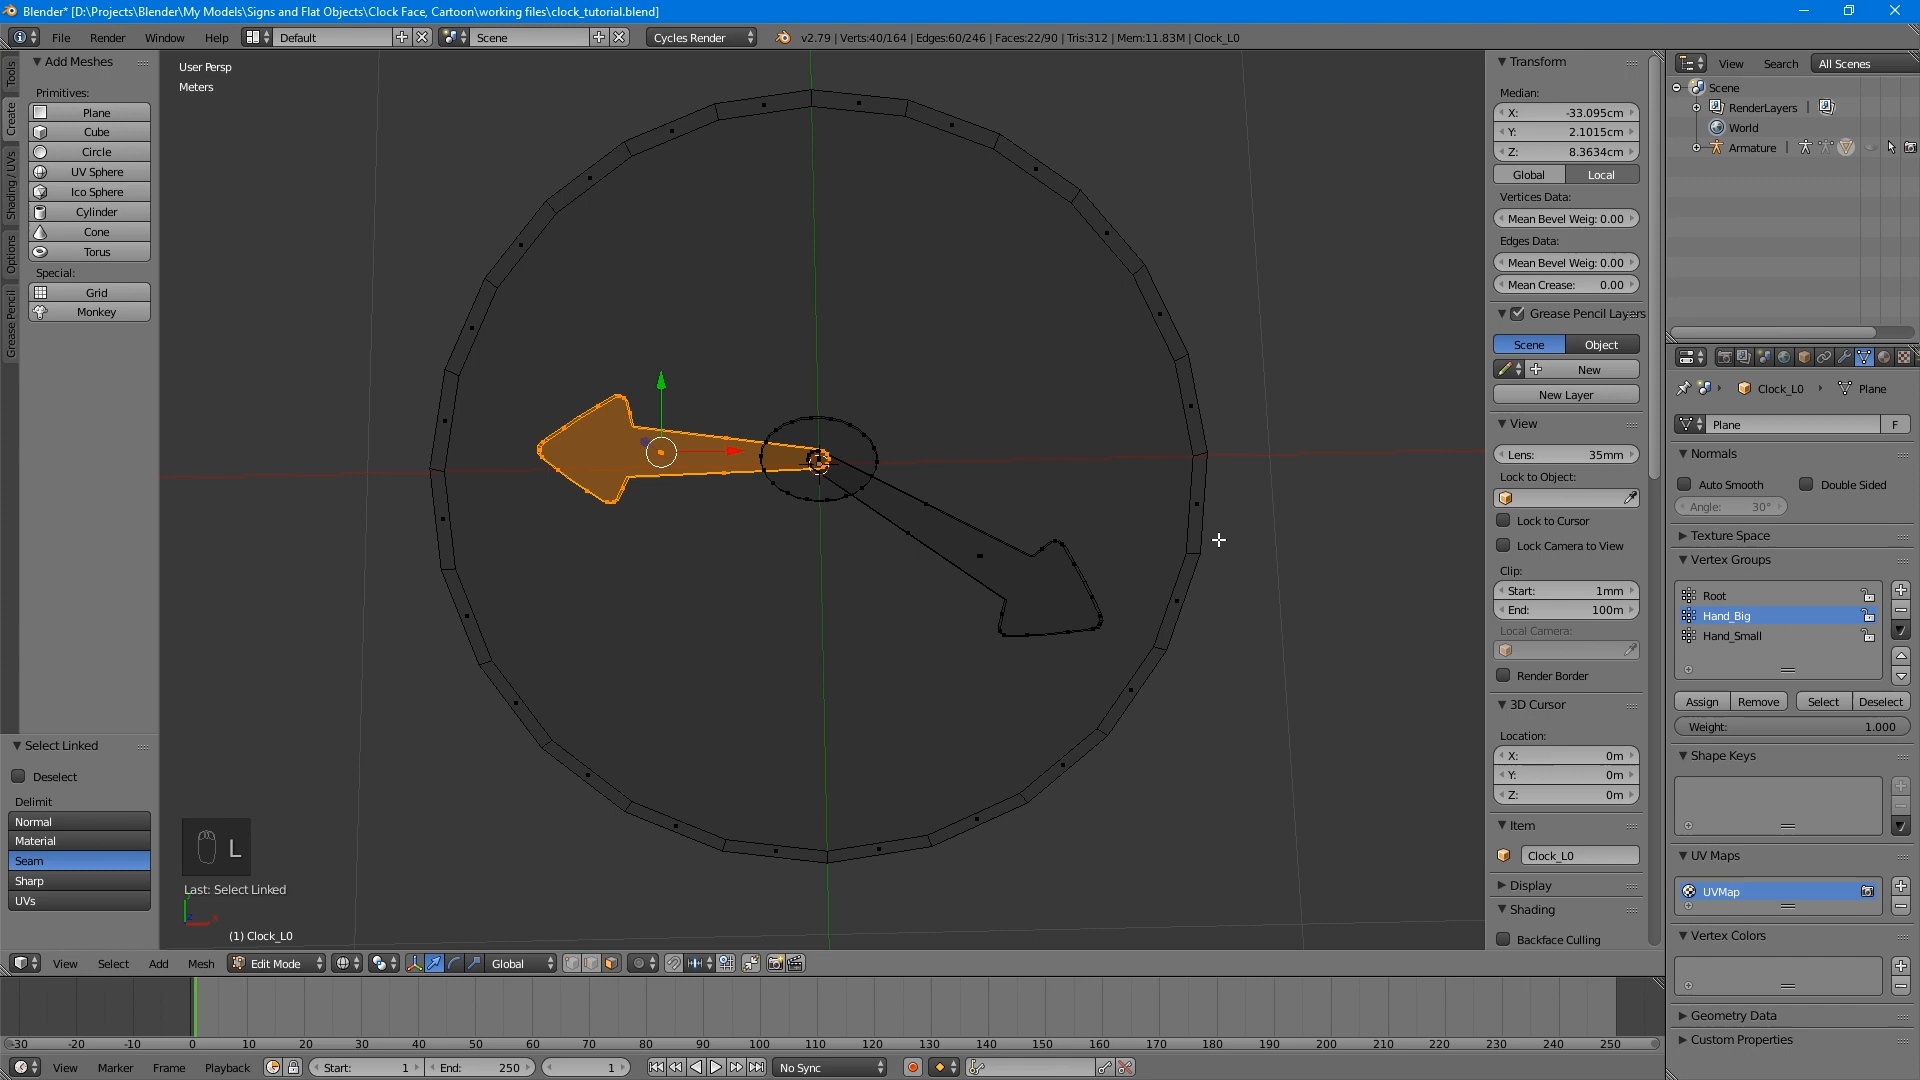 Blender* [D:\Projects\Blender\My Models\Signs and Flat Objects\Clock Face, Cartoon\working files\clock_tutorial.blend]
File Render Window Help Default Scene Cycles Render v2.79 | Verts:40/164 | Edges:60/246 | Faces:22/90 | Tris:312 | Mem:11.83M | Clock_L0
Tools
Create
Shading / UVs
Options
Grease Pencil
Add Meshes
Primitives:
Plane
Cube
Circle
UV Sphere
Ico Sphere
Cylinder
Cone
Torus
Special:
Grid
Monkey
Select Linked
Deselect
Delimit
Normal
Material
Seam
Sharp
UVs
User Persp
Meters
L
Last: Select Linked
(1) Clock_L0
Transform
Median:
X: -33.095cm
Y: 2.1015cm
Z: 8.3634cm
Global Local
Vertices Data:
Mean Bevel Weig: 0.00
Edges Data:
Mean Bevel Weig: 0.00
Mean Crease: 0.00
Grease Pencil Layers
Scene Object
New
New Layer
View
Lens: 35mm
Lock to Object:
Lock to Cursor
Lock Camera to View
Clip:
Start: 1mm
End: 100m
Local Camera:
Render Border
3D Cursor
Location:
X: 0m
Y: 0m
Z: 0m
Item
Clock_L0
Display
Shading
Backface Culling
View Search All Scenes
Scene
RenderLayers
World
Armature
Clock_L0 Plane
Plane F
Normals
Auto Smooth Double Sided
Angle: 30°
Texture Space
Vertex Groups
Root
Hand_Big
Hand_Small
Assign Remove Select Deselect
Weight: 1.000
Shape Keys
UV Maps
UVMap
Vertex Colors
Geometry Data
Custom Properties
View Select Add Mesh Edit Mode Global
-30 -20 -10 0 10 20 30 40 50 60 70 80 90 100 110 120 130 140 150 160 170 180 190 200 210 220 230 240 250
View Marker Frame Playback Start: 1 End: 250 1 No Sync